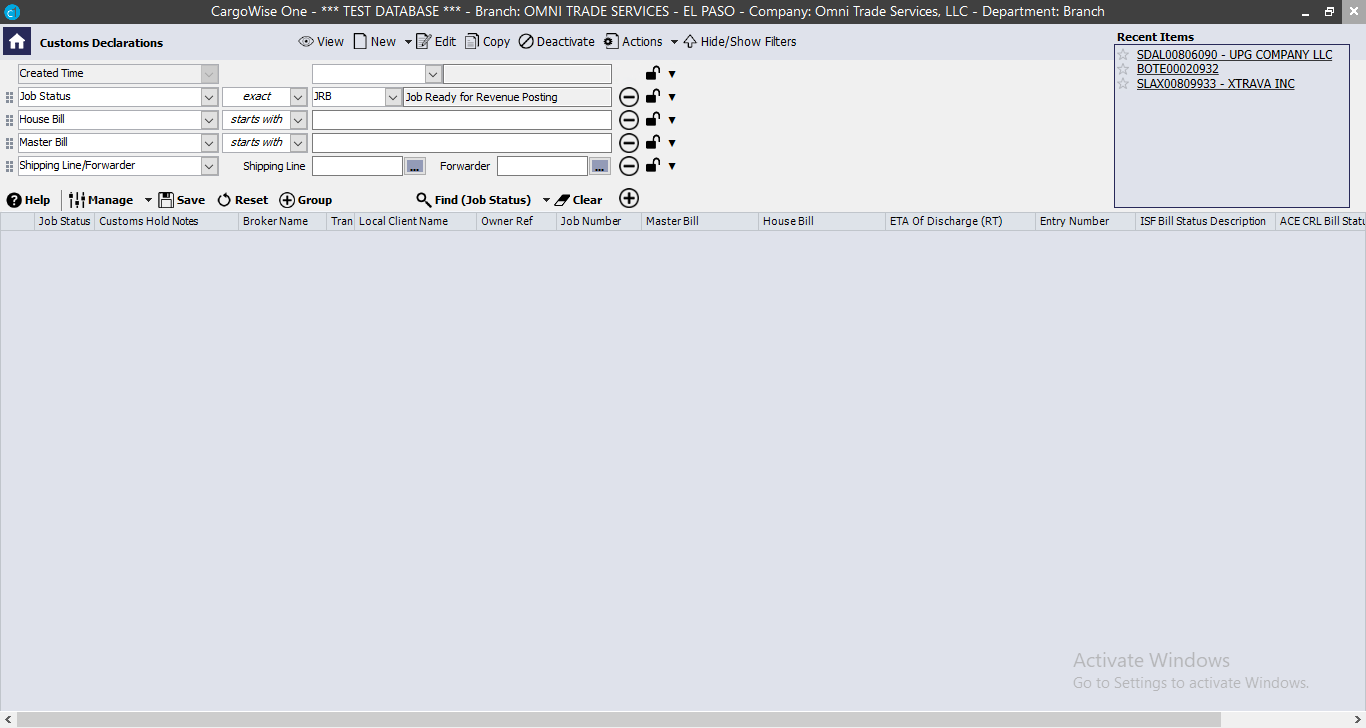 CargoWise One - *** TEST DATABASE *** - Branch: OMNI TRADE SERVICES - EL PASO - Company: Omni Trade Services, LLC - Department: Branch
Customs Declarations View New Edit Copy Deactivate Actions Hide/Show Filters
Recent Items
SDAL00806090 - UPG COMPANY LLC
BOTE00020932
SLAX00809933 - XTRAVA INC
Created Time
Job Status exact JRB Job Ready for Revenue Posting
House Bill starts with
Master Bill starts with
Shipping Line/Forwarder Shipping Line ... Forwarder ...
Help Manage Save Reset Group Find (Job Status) Clear
Job Status Customs Hold Notes Broker Name Tran Local Client Name Owner Ref Job Number Master Bill House Bill ETA Of Discharge (RT) Entry Number ISF Bill Status Description ACE CRL Bill Statu
Activate Windows
Go to Settings to activate Windows.